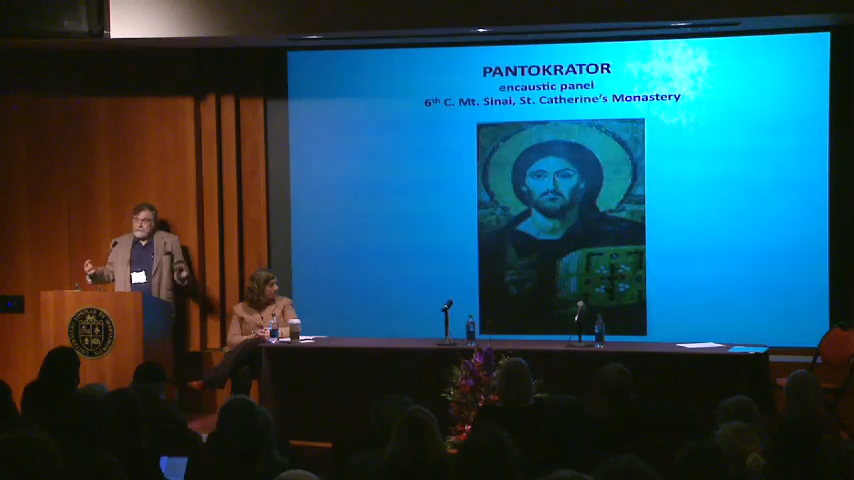 PANTOKRATOR
encaustic panel
6th C. Mt. Sinai, St. Catherine's Monastery